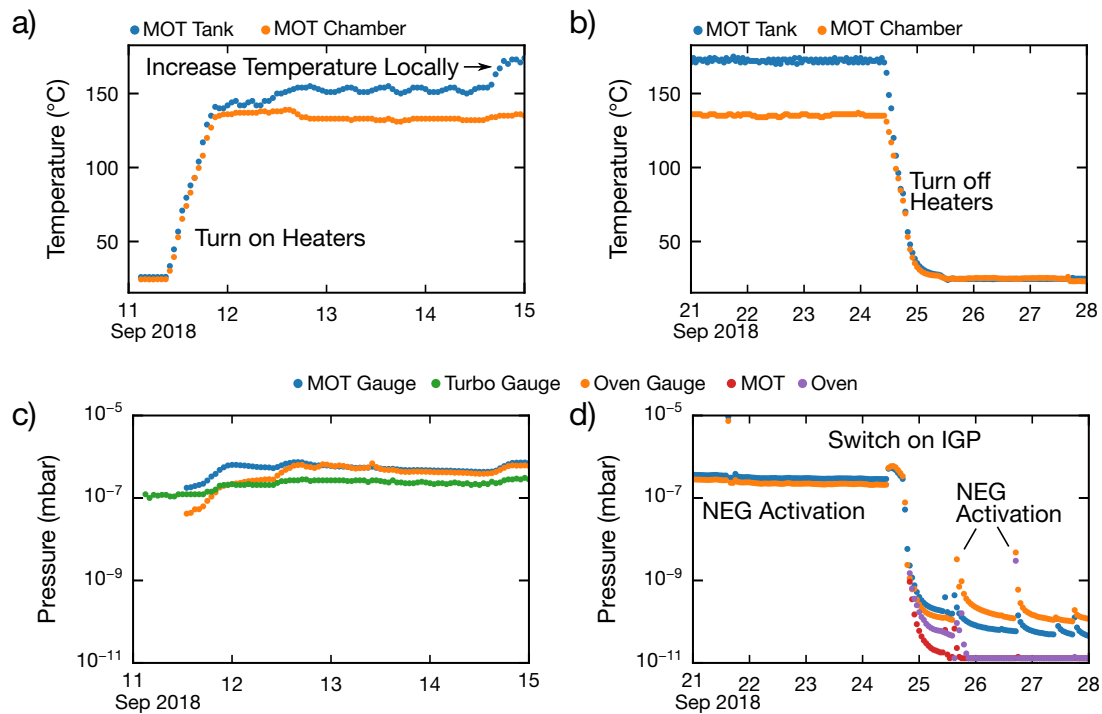 a)
MOT Tank MOT Chamber
Increase Temperature Locally
Turn on Heaters
Temperature (°C)
150
100
50
11 12 13 14 15
Sep 2018
b)
MOT Tank MOT Chamber
Turn off
Heaters
Temperature (°C)
150
100
50
21 22 23 24 25 26 27 28
Sep 2018
MOT Gauge Turbo Gauge Oven Gauge MOT Oven
c)
Pressure (mbar)
10⁻⁵
10⁻⁷
10⁻⁹
10⁻¹¹
11 12 13 14 15
Sep 2018
d)
Switch on IGP
NEG Activation
NEG
Activation
Pressure (mbar)
10⁻⁵
10⁻⁷
10⁻⁹
10⁻¹¹
21 22 23 24 25 26 27 28
Sep 2018